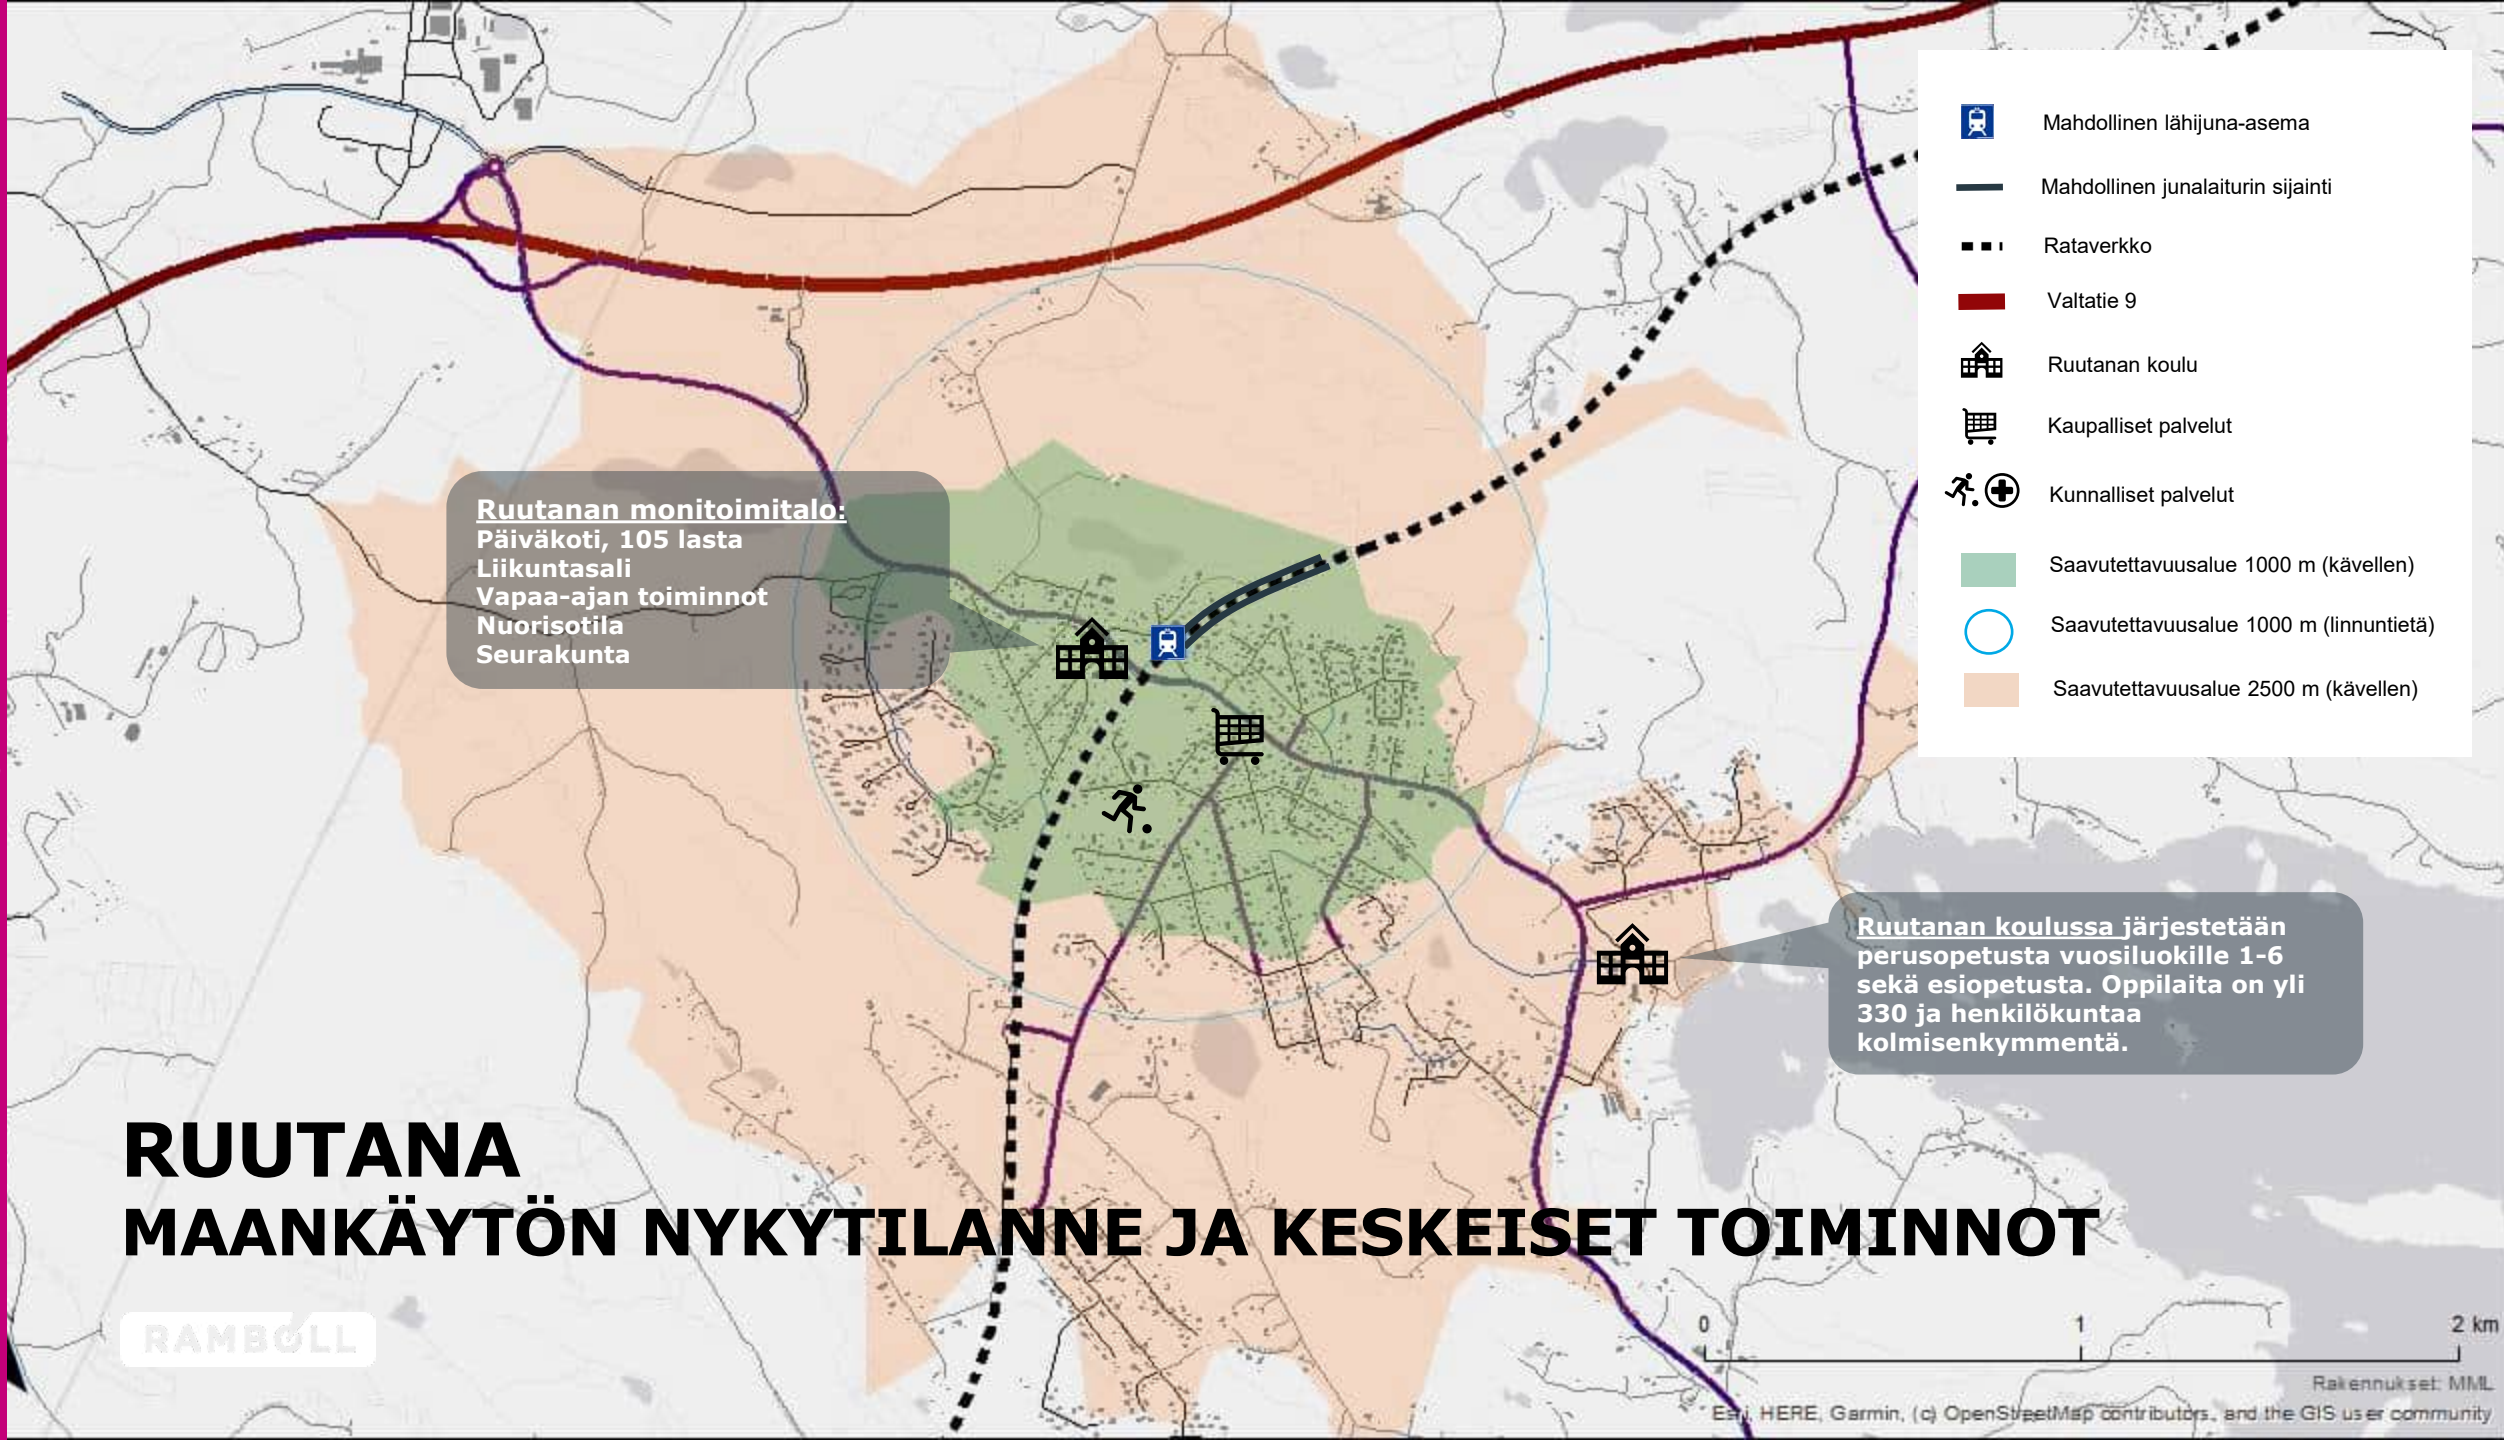 Mahdollinen lähijuna-asema
Mahdollinen junalaiturin sijainti
Rataverkko
Valtatie 9
Ruutanan koulu
Kaupalliset palvelut
Kunnalliset palvelut
Saavutettavuusalue 1000 m (kävellen)
Saavutettavuusalue 1000 m (linnuntietä)
Saavutettavuusalue 2500 m (kävellen)
Ruutanan monitoimitalo:
Päiväkoti, 105 lasta
Liikuntasali
Vapaa-ajan toiminnot
Nuorisotila
Seurakunta
Ruutanan koulussa järjestetään
perusopetusta vuosiluokille 1-6
sekä esiopetusta. Oppilaita on yli
330 ja henkilökuntaa
kolmisenkymmentä.
RUUTANA
MAANKÄYTÖN NYKYTILANNE JA KESKEISET TOIMINNOT
RAMBOLL
0 1 2 km
Rakennukset: MML
Esri, HERE, Garmin, (c) OpenStreetMap contributors, and the GIS user community